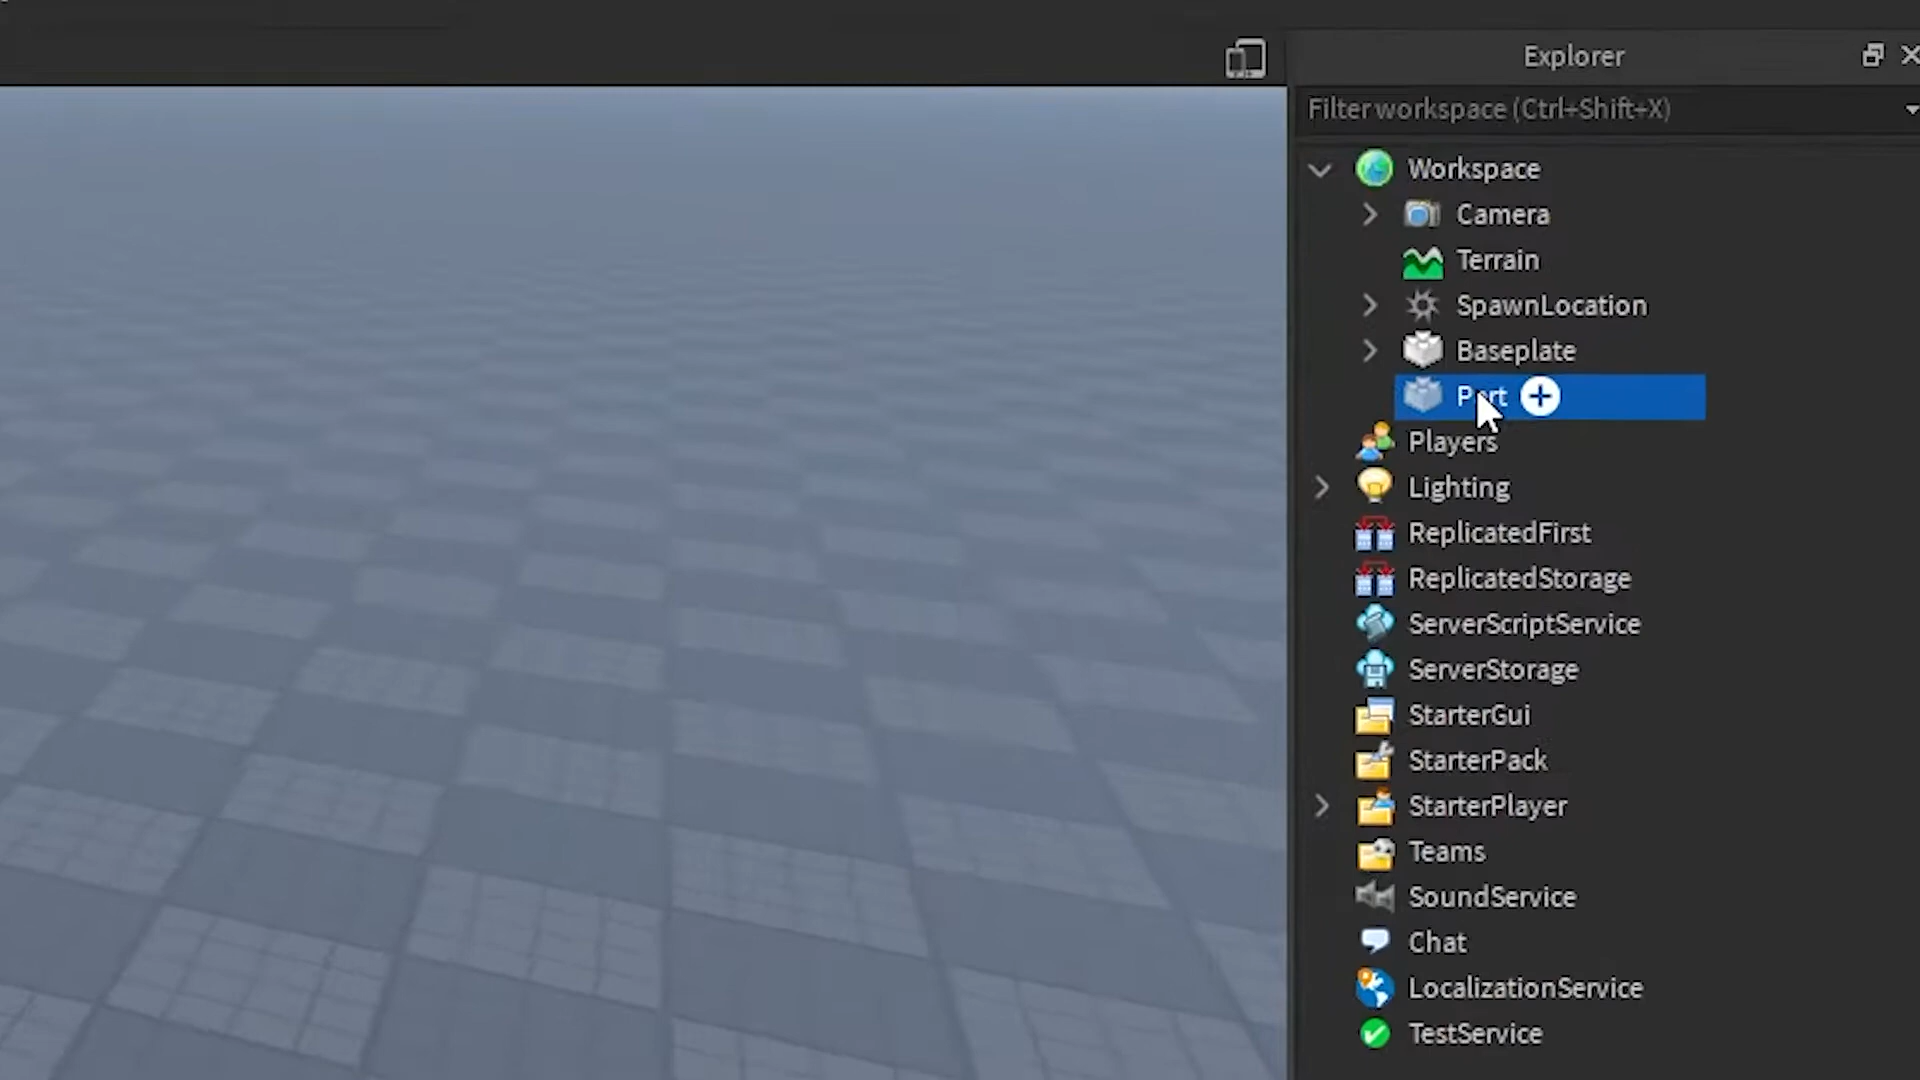 Explorer
Filter workspace (Ctrl+Shift+X)
Workspace
Camera
Terrain
SpawnLocation
Baseplate
Part
Players
Lighting
ReplicatedFirst
ReplicatedStorage
ServerScriptService
ServerStorage
StarterGui
StarterPack
StarterPlayer
Teams
SoundService
Chat
LocalizationService
TestService